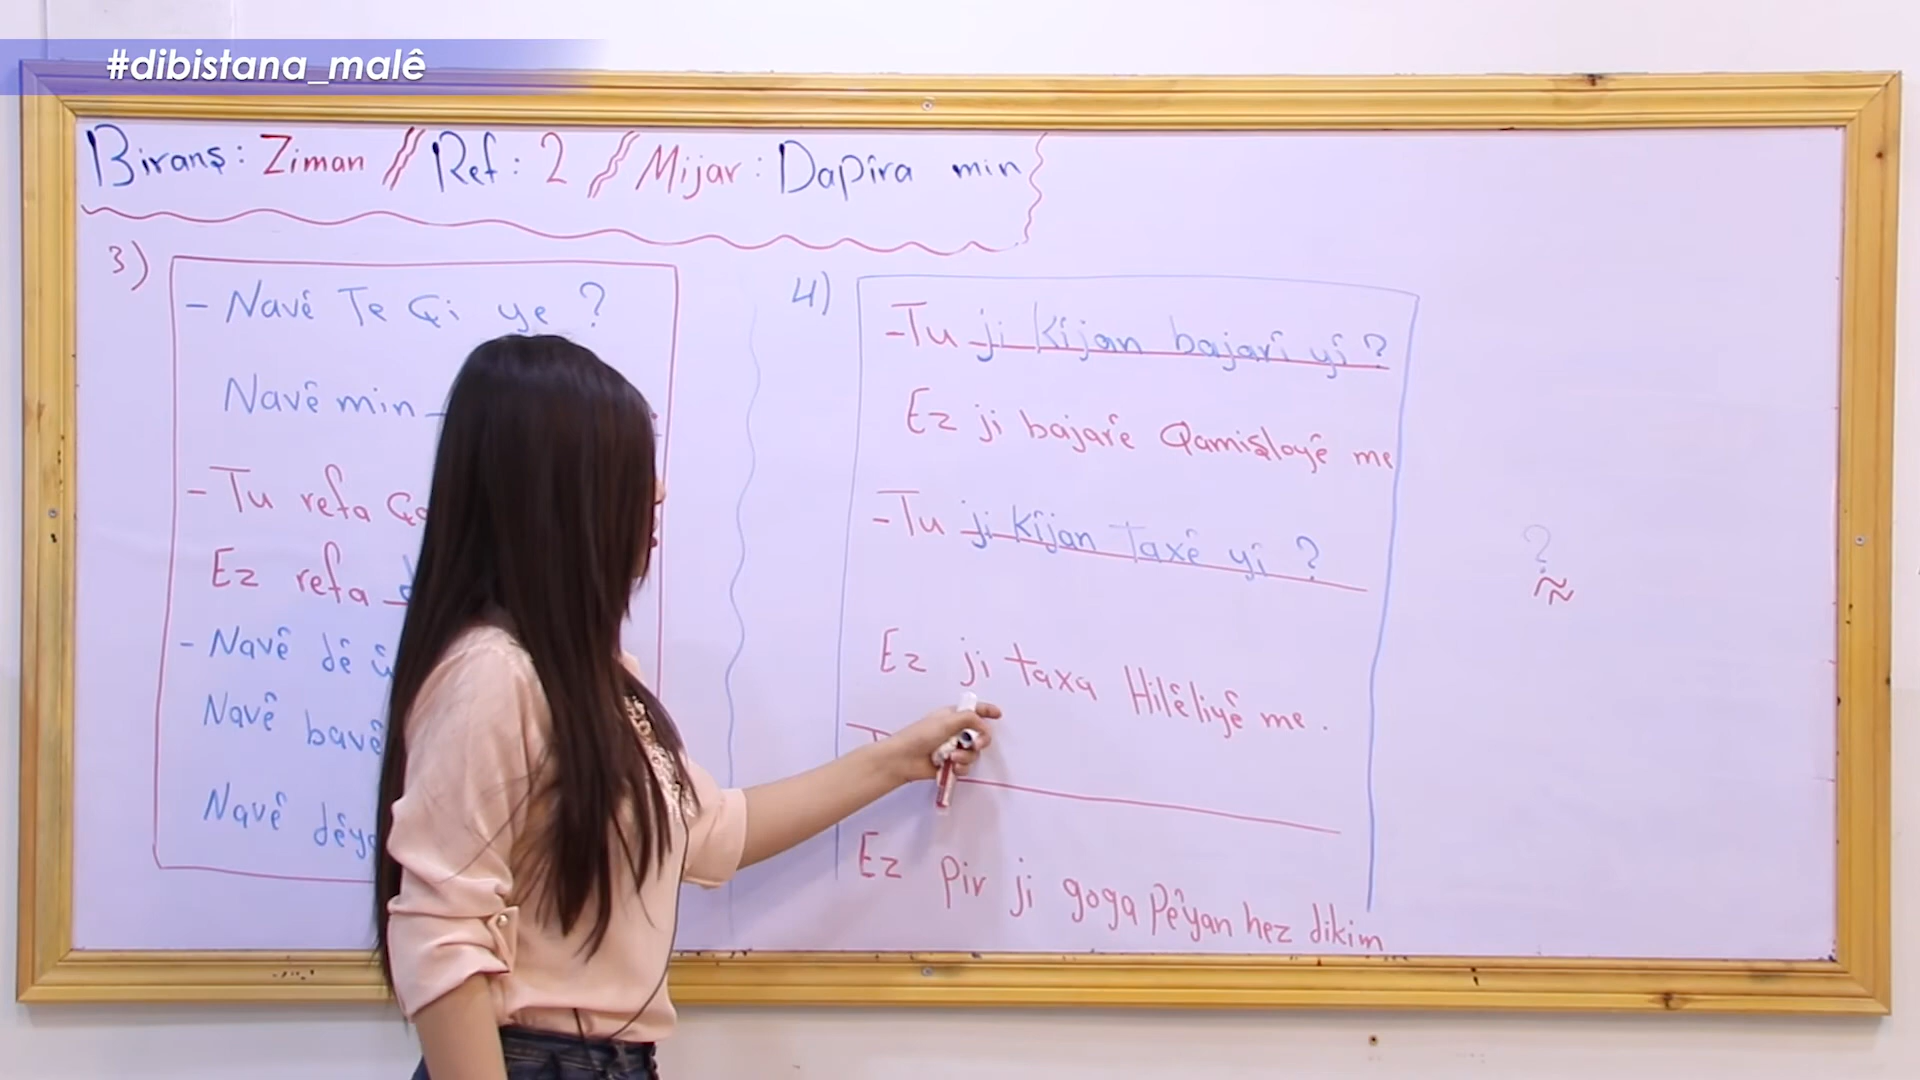 #dibistana_malê
Biranş: Ziman // Ref: 2 // Mijar: Dapîra min
3)
- Navê Te Çi ye ?
Navê min
- Tu refa
Ez refa
- Navê dê û
Navê bavê
Navê
4)
-Tu ji Kîjan bajarî yî ?
Ez ji bajarê Qamişloyê me
-Tu ji Kîjan Taxê yî ?
Ez ji taxa Hilêliyê me .
Ez pir ji goga Pêyan hez dikim
?